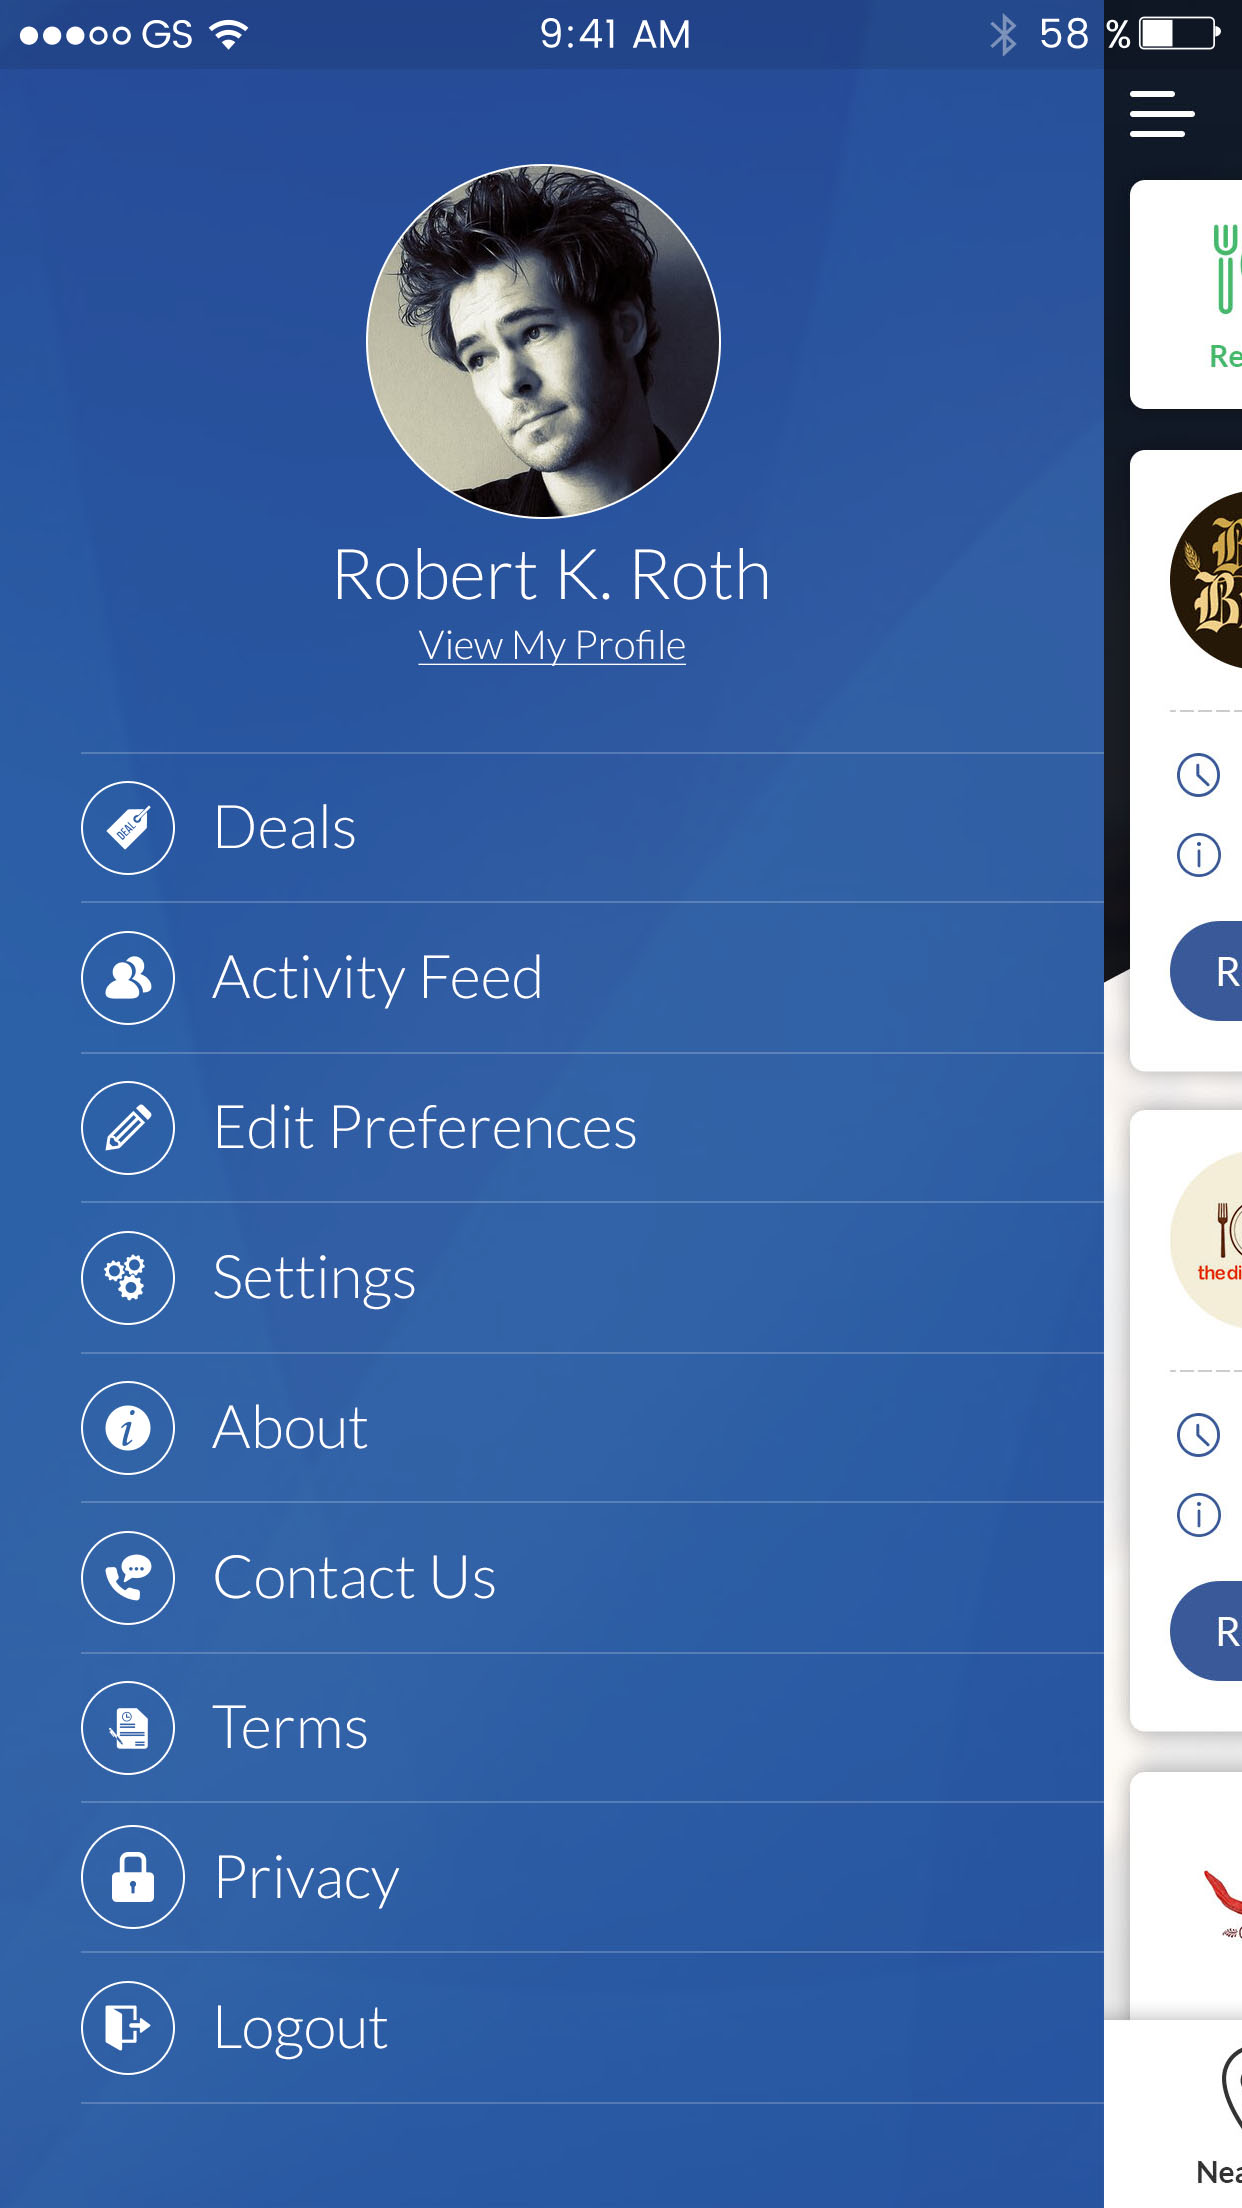 GS 9:41 AM 58 %
Robert K. Roth
View My Profile
DEAL
Deals
Activity Feed
Edit Preferences
Settings
About
Contact Us
Terms
Privacy
Logout
Re
B
R
thedi
R
Nea